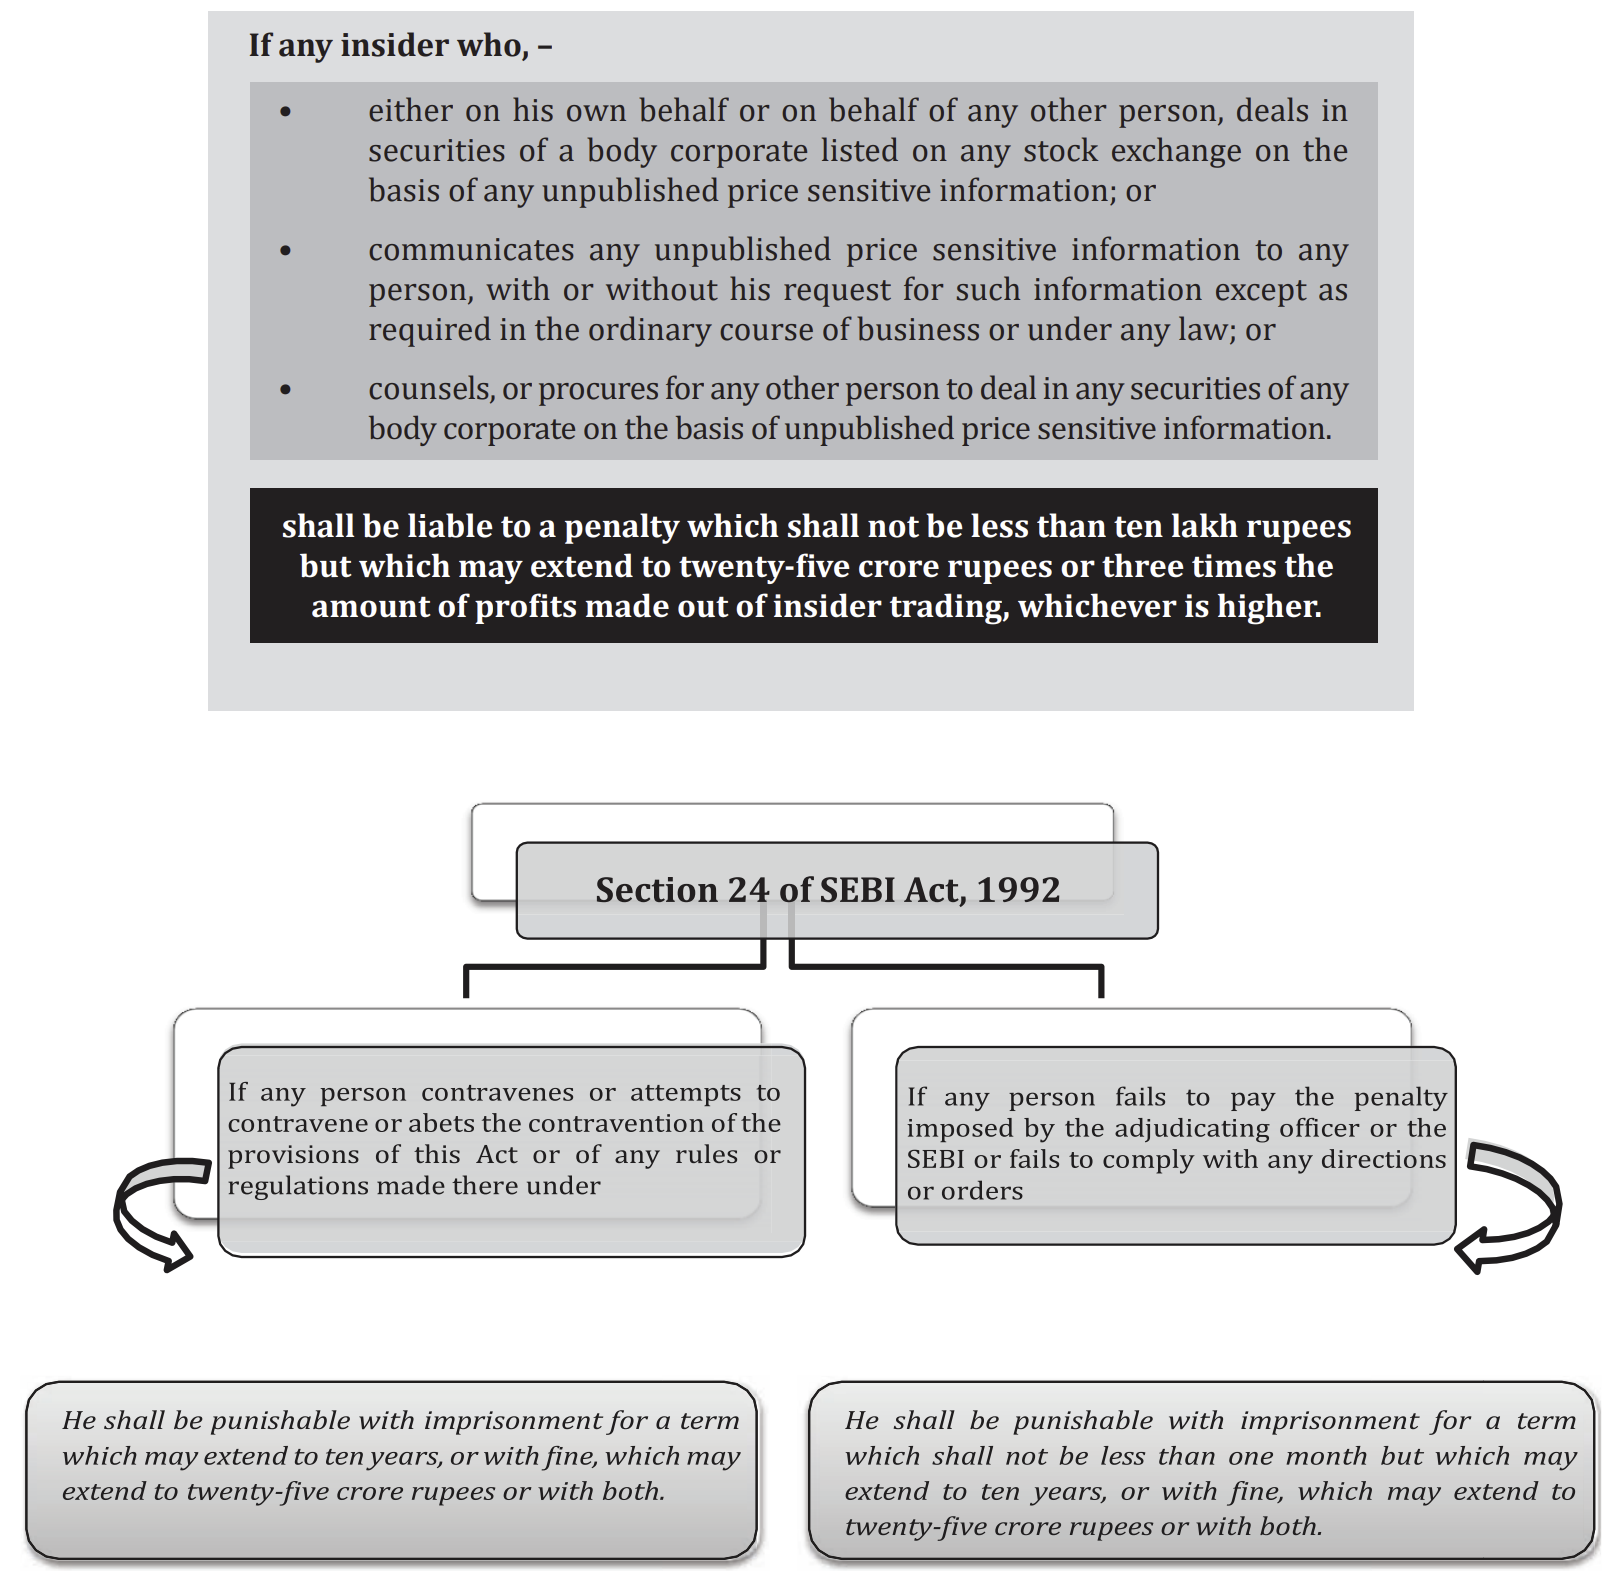 If any insider who, –
• either on his own behalf or on behalf of any other person, deals in
securities of a body corporate listed on any stock exchange on the
basis of any unpublished price sensitive information; or
• communicates any unpublished price sensitive information to any
person, with or without his request for such information except as
required in the ordinary course of business or under any law; or
• counsels, or procures for any other person to deal in any securities of any
body corporate on the basis of unpublished price sensitive information.
shall be liable to a penalty which shall not be less than ten lakh rupees
but which may extend to twenty-five crore rupees or three times the
amount of profits made out of insider trading, whichever is higher.
Section 24 of SEBI Act, 1992
If any person contravenes or attempts to
contravene or abets the contravention of the
provisions of this Act or of any rules or
regulations made there under
If any person fails to pay the penalty
imposed by the adjudicating officer or the
SEBI or fails to comply with any directions
or orders
He shall be punishable with imprisonment for a term
which may extend to ten years, or with fine, which may
extend to twenty-five crore rupees or with both.
He shall be punishable with imprisonment for a term
which shall not be less than one month but which may
extend to ten years, or with fine, which may extend to
twenty-five crore rupees or with both.